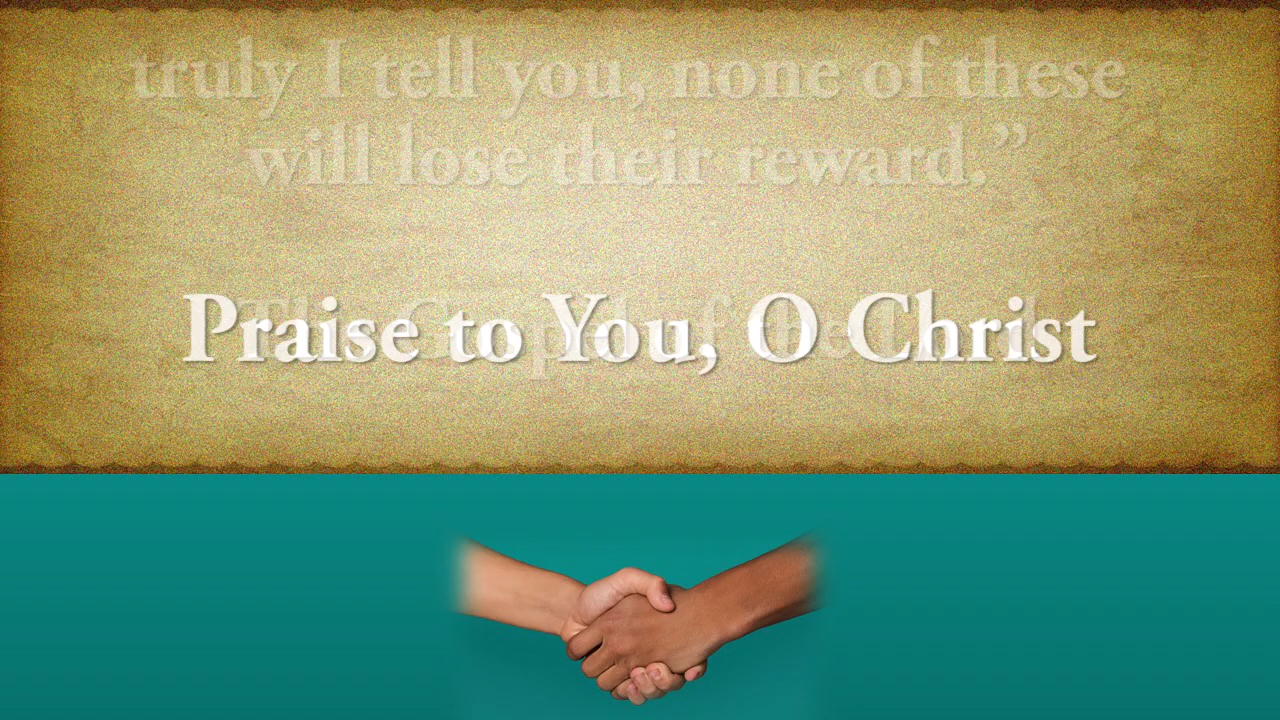 truly I tell you, none of these
will lose their reward.”
Praise to You, O Christ